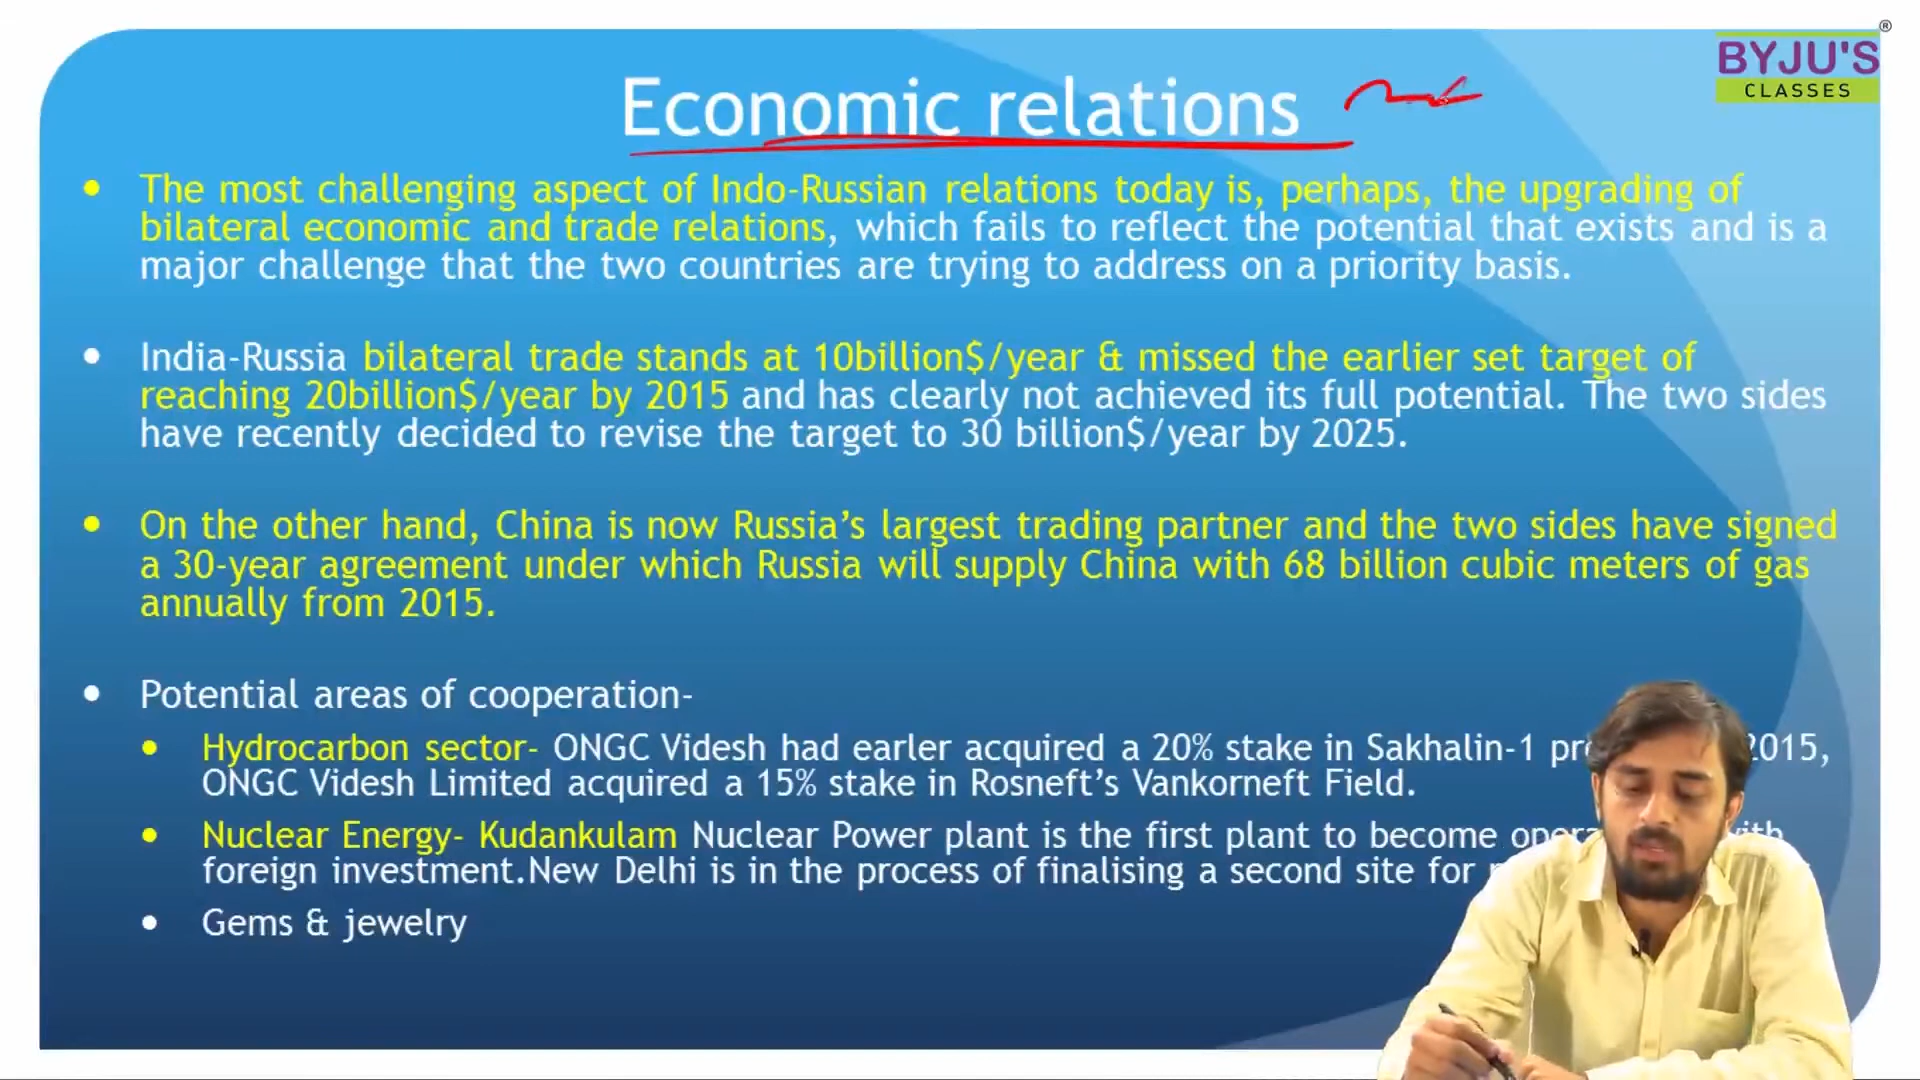 ®
BYJU'S
CLASSES
Economic relations
• The most challenging aspect of Indo-Russian relations today is, perhaps, the upgrading of
bilateral economic and trade relations, which fails to reflect the potential that exists and is a
major challenge that the two countries are trying to address on a priority basis.
• India-Russia bilateral trade stands at 10billion$/year & missed the earlier set target of
reaching 20billion$/year by 2015 and has clearly not achieved its full potential. The two sides
have recently decided to revise the target to 30 billion$/year by 2025.
• On the other hand, China is now Russia’s largest trading partner and the two sides have signed
a 30-year agreement under which Russia will supply China with 68 billion cubic meters of gas
annually from 2015.
• Potential areas of cooperation-
• Hydrocarbon sector- ONGC Videsh had earler acquired a 20% stake in Sakhalin-1 2015,
ONGC Videsh Limited acquired a 15% stake in Rosneft’s Vankorneft Field.
• Nuclear Energy- Kudankulam Nuclear Power plant is the first plant to become
foreign investment.New Delhi is in the process of finalising a second site for
• Gems & jewelry